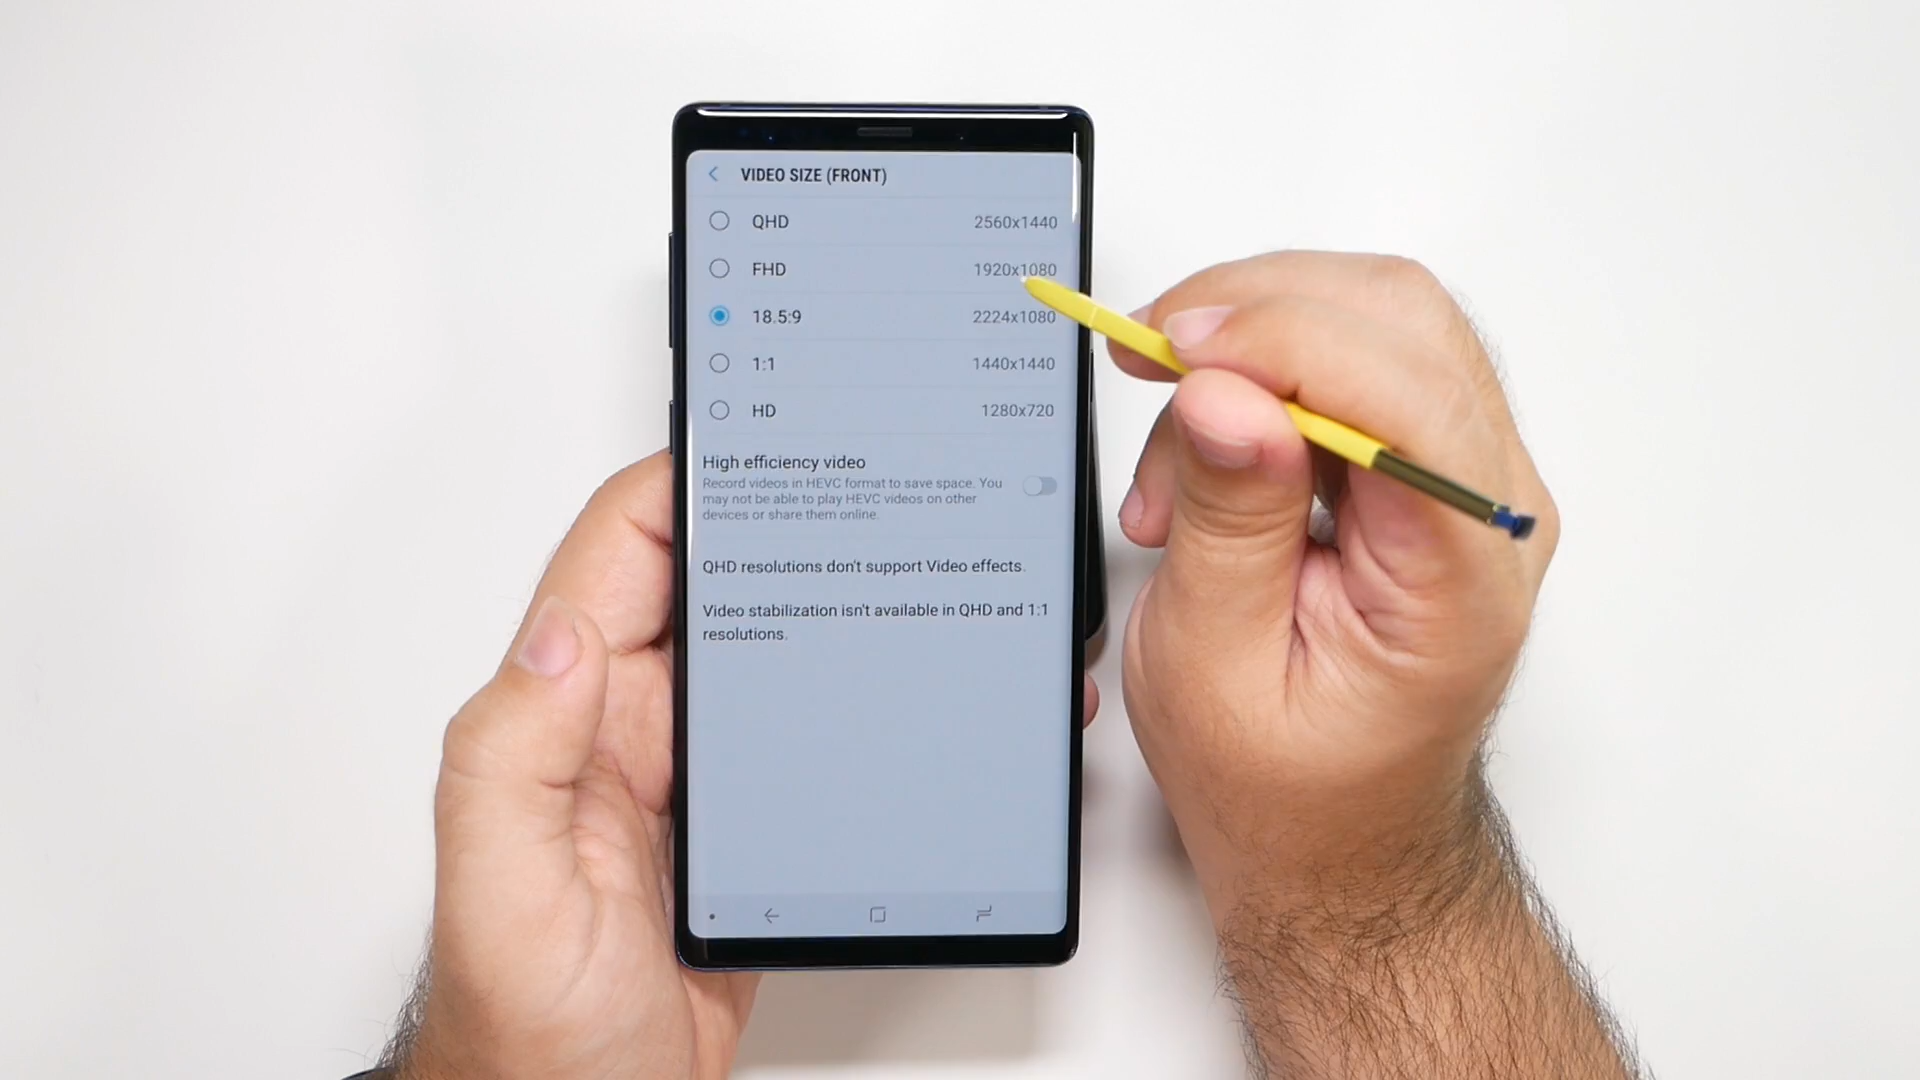 VIDEO SIZE (FRONT)
QHD 2560x1440
FHD 1920x1080
18.5:9 2224x1080
1:1 1440x1440
HD 1280x720
High efficiency video
Record videos in HEVC format to save space. You
may not be able to play HEVC videos on other
devices or share them online.
QHD resolutions don't support Video effects.
Video stabilization isn't available in QHD and 1:1
resolutions.